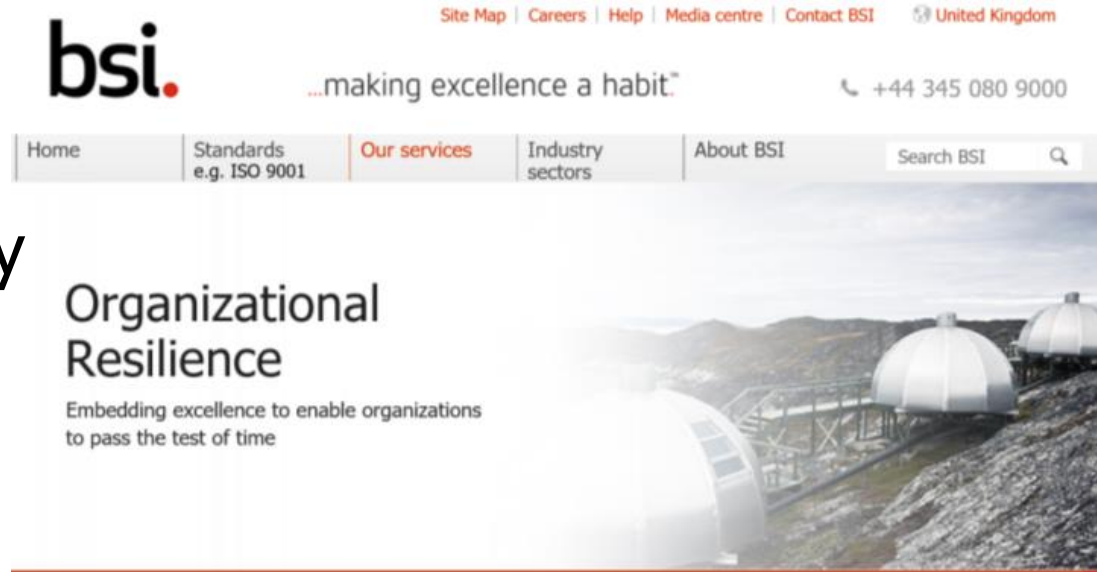 Site Map | Careers | Help | Media centre | Contact BSI United Kingdom
bsi.
...making excellence a habit.™
+44 345 080 9000
Home
Standards
e.g. ISO 9001
Our services
Industry
sectors
About BSI
Search BSI
y
Organizational
Resilience
Embedding excellence to enable organizations
to pass the test of time